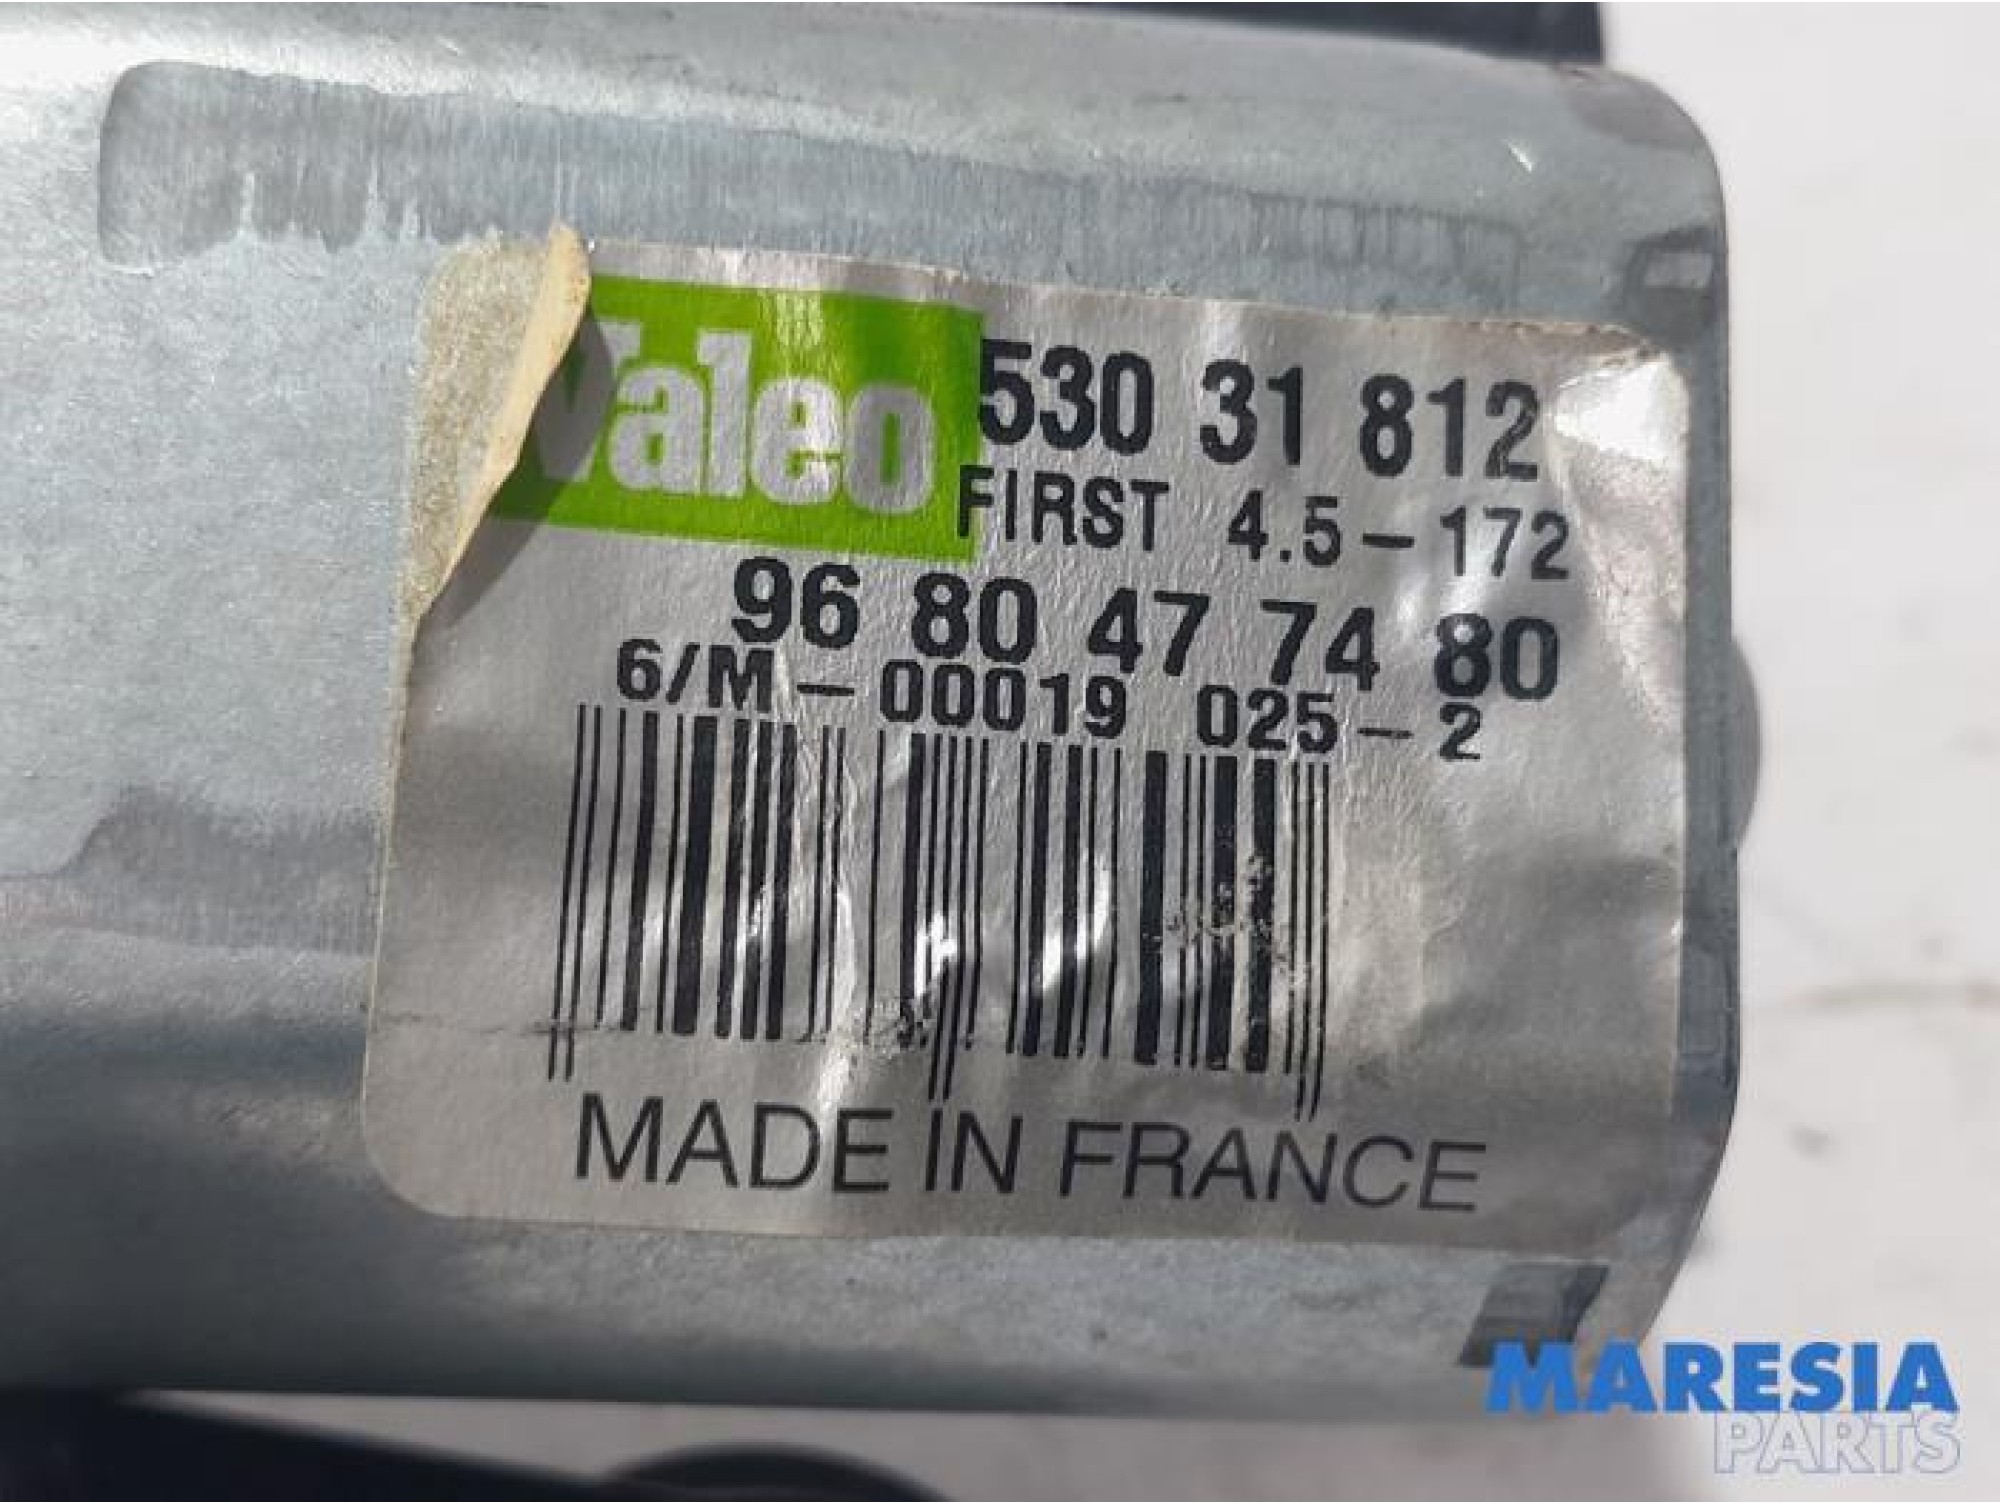 Valeo 530 31 812
FIRST 4.5-172
96 80 47 74 80
6/M-00019 025-2
MADE IN FRANCE
MARESIA
PARTS